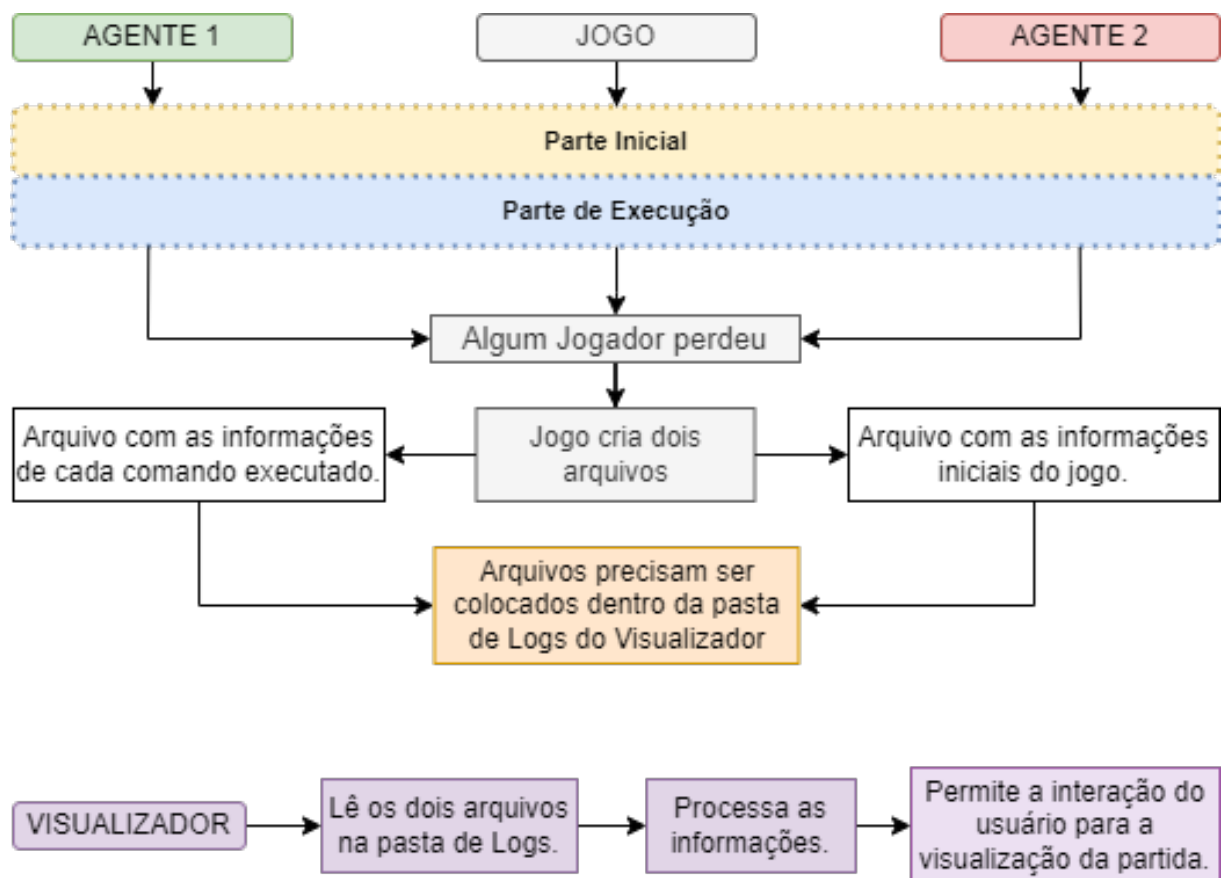 AGENTE 1
JOGO
AGENTE 2
Parte Inicial
Parte de Execução
Algum Jogador perdeu
Arquivo com as informações
de cada comando executado.
Jogo cria dois
arquivos
Arquivo com as informações
iniciais do jogo.
Arquivos precisam ser
colocados dentro da pasta
de Logs do Visualizador
VISUALIZADOR
Lê os dois arquivos
na pasta de Logs.
Processa as
informações.
Permite a interação do
usuário para a
visualização da partida.